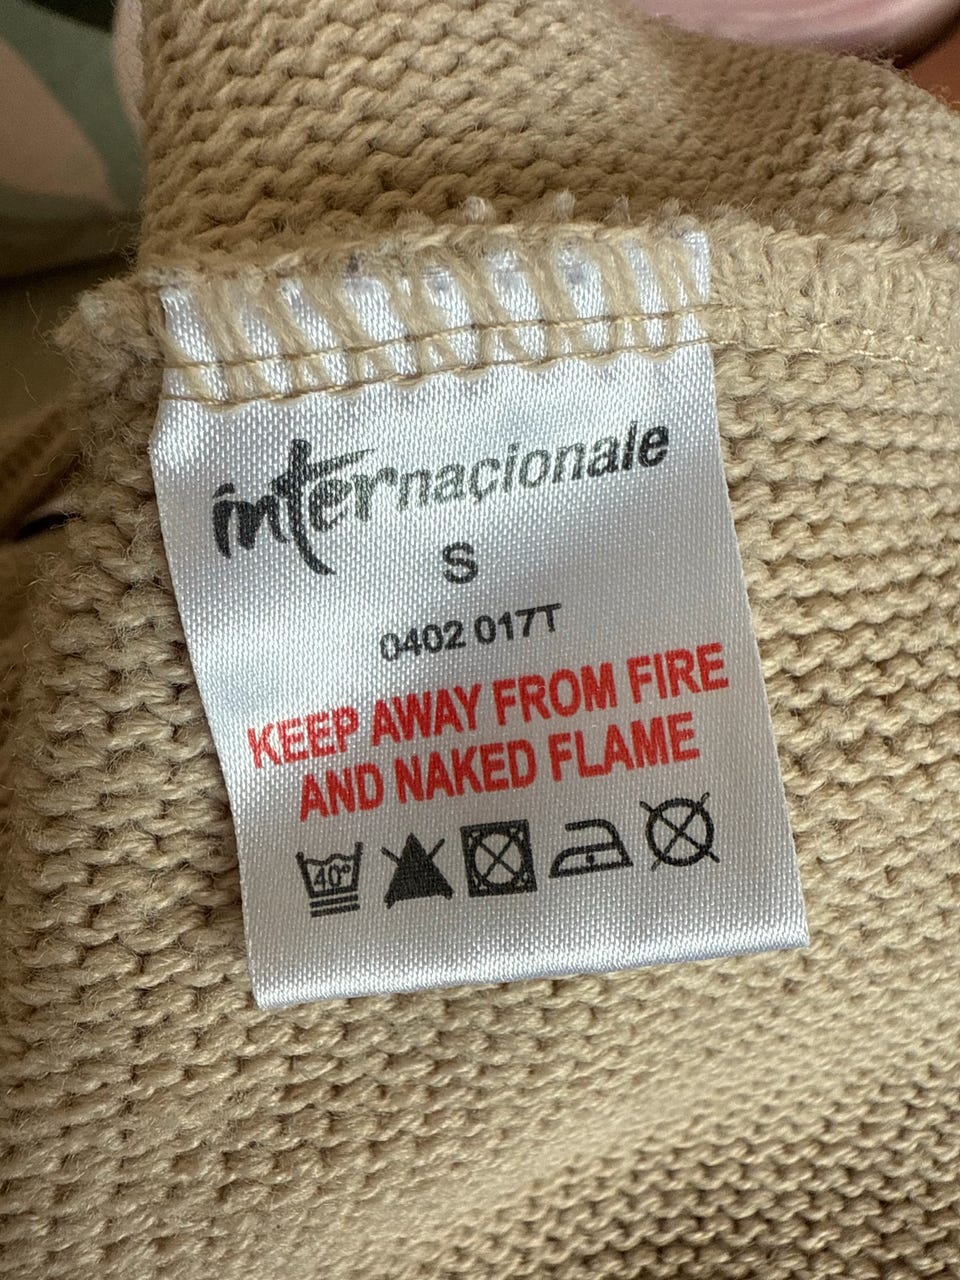 internacionale
S
0402 017T
KEEP AWAY FROM FIRE
AND NAKED FLAME
40°